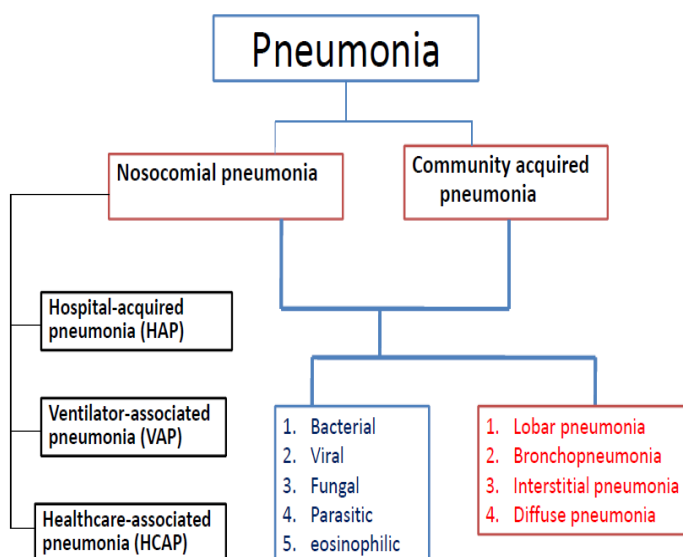 Pneumonia
Nosocomial pneumonia
Community acquired
pneumonia
Hospital-acquired
pneumonia (HAP)
Ventilator-associated
pneumonia (VAP)
Healthcare-associated
pneumonia (HCAP)
1. Bacterial
2. Viral
3. Fungal
4. Parasitic
5. eosinophilic
1. Lobar pneumonia
2. Bronchopneumonia
3. Interstitial pneumonia
4. Diffuse pneumonia